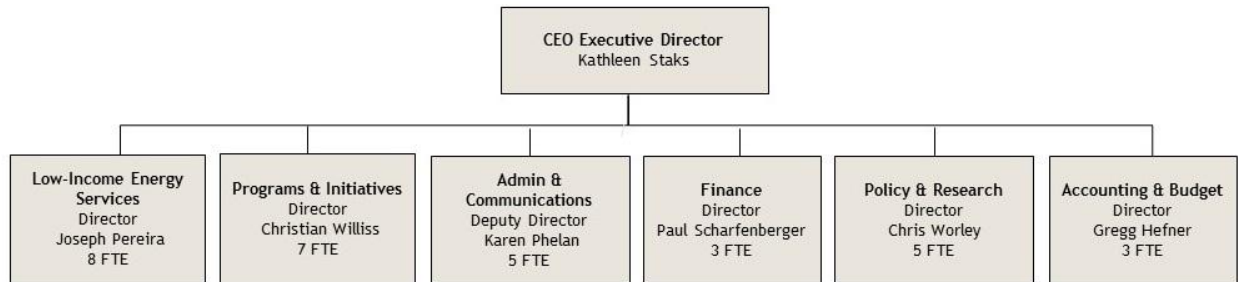 CEO Executive Director
Kathleen Staks
Low-Income Energy
Services
Director
Joseph Pereira
8 FTE
Programs & Initiatives
Director
Christian Williss
7 FTE
Admin &
Communications
Deputy Director
Karen Phelan
5 FTE
Finance
Director
Paul Scharfenberger
3 FTE
Policy & Research
Director
Chris Worley
5 FTE
Accounting & Budget
Director
Gregg Hefner
3 FTE